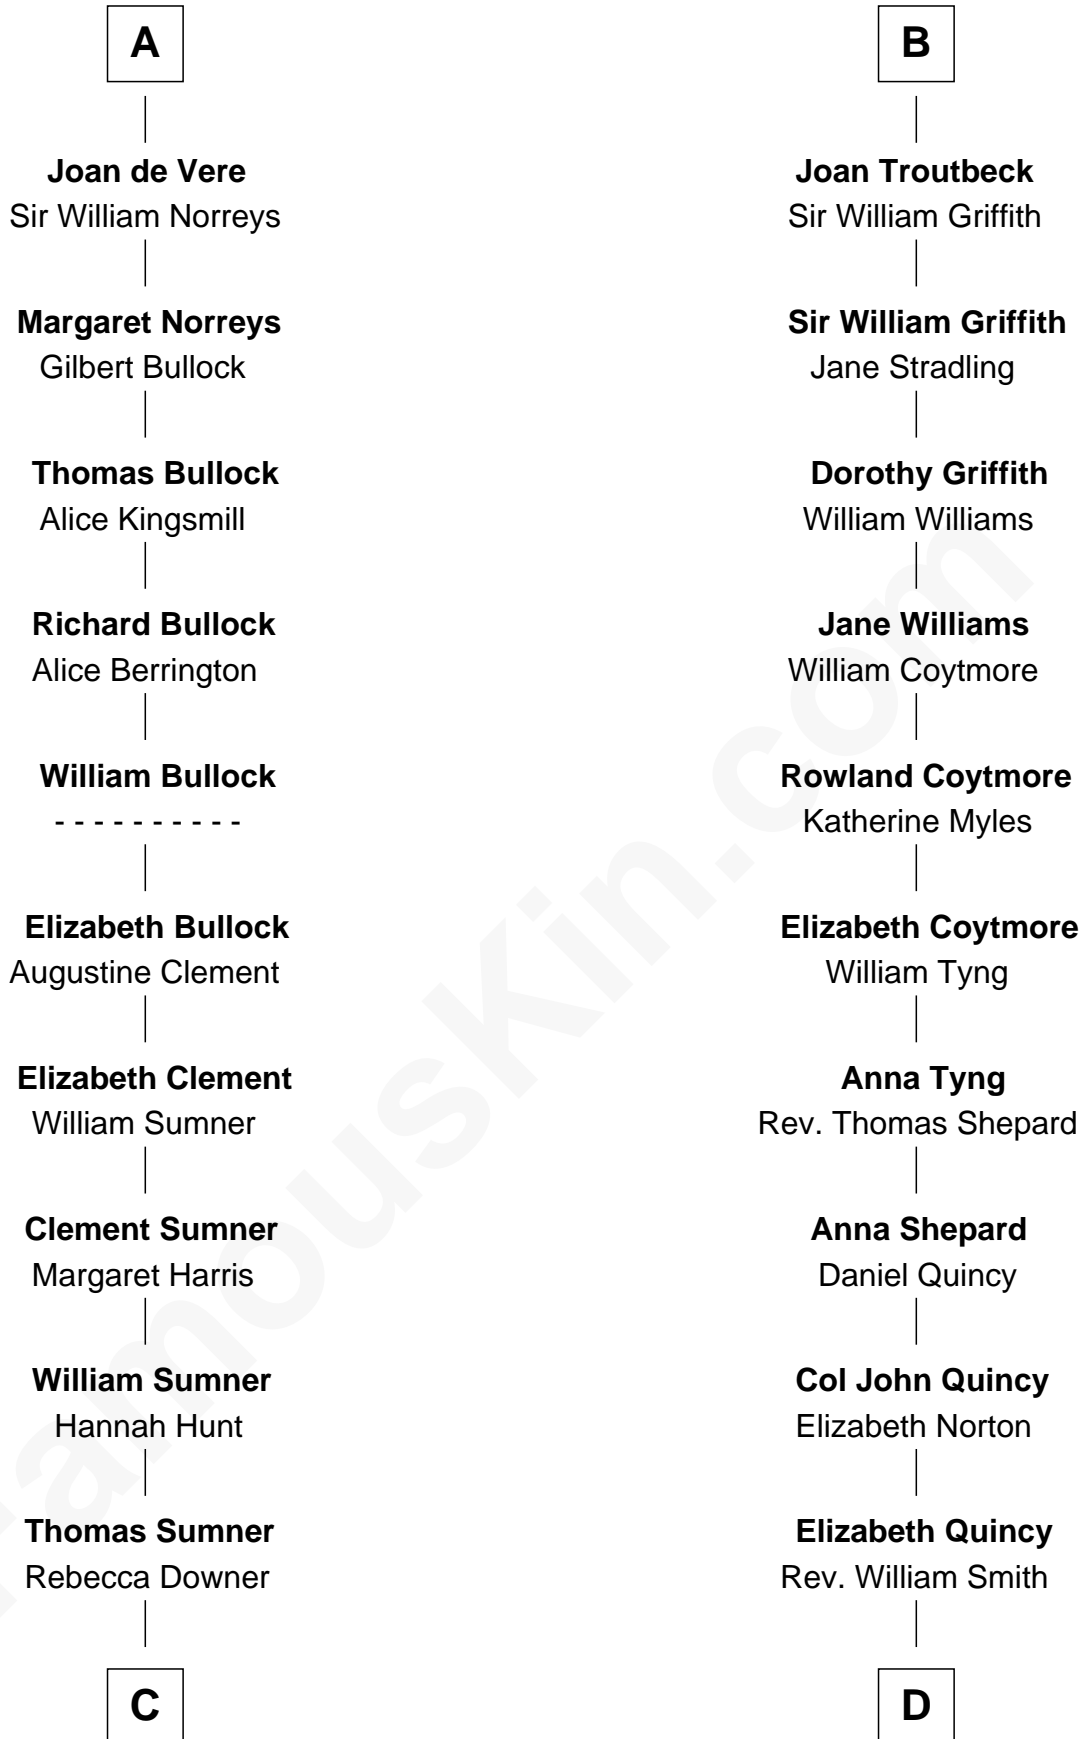 A
Joan de Vere
Sir William Norreys
Margaret Norreys
Gilbert Bullock
Thomas Bullock
Alice Kingsmill
Richard Bullock
Alice Berrington
William Bullock
- - - - - - - - - -
Elizabeth Bullock
Augustine Clement
Elizabeth Clement
William Sumner
Clement Sumner
Margaret Harris
William Sumner
Hannah Hunt
Thomas Sumner
Rebecca Downer
C
B
Joan Troutbeck
Sir William Griffith
Sir William Griffith
Jane Stradling
Dorothy Griffith
William Williams
Jane Williams
William Coytmore
Rowland Coytmore
Katherine Myles
Elizabeth Coytmore
William Tyng
Anna Tyng
Rev. Thomas Shepard
Anna Shepard
Daniel Quincy
Col John Quincy
Elizabeth Norton
Elizabeth Quincy
Rev. William Smith
D
FamousKin.com